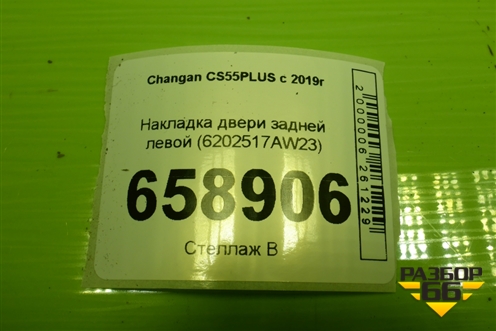 Changan CS55PLUS с 2019г
Накладка двери задней
левой (6202517AW23)
658906
Стеллаж В
2000006261229
РАЗБОР
66